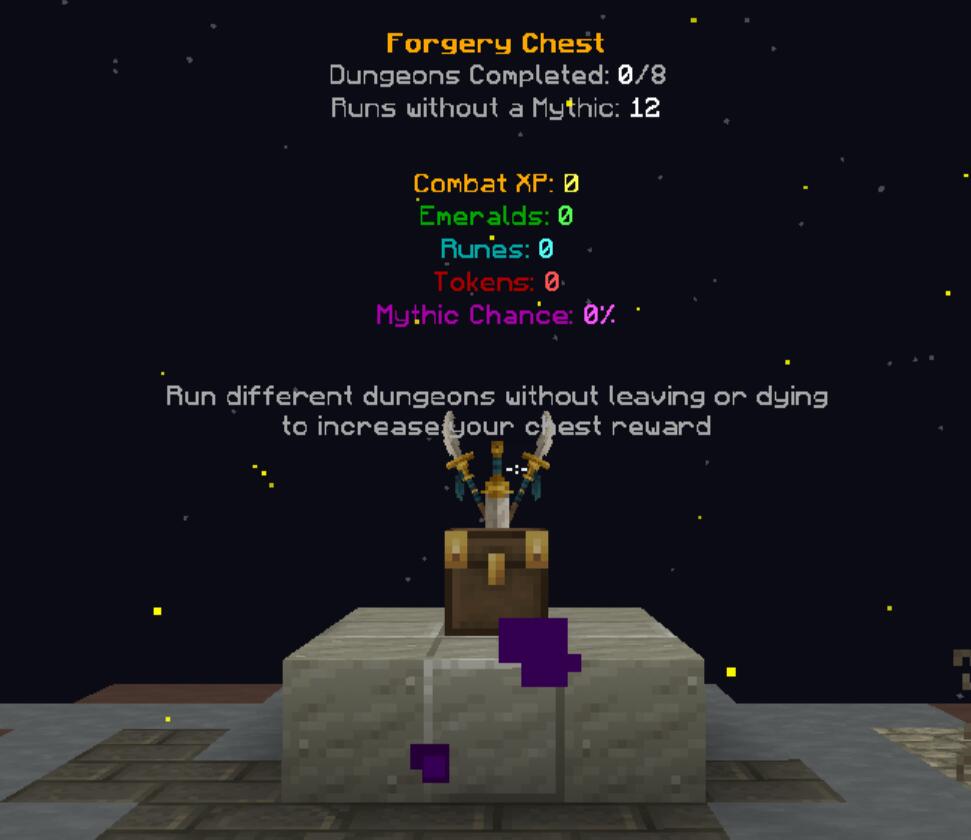 Forgery Chest
Dungeons Completed: 0/8
Runs without a Mythic: 12
Combat XP: 0
Emeralds: 0
Runes: 0
Tokens: 0
Mythic Chance: 0%
Run different dungeons without leaving or dying
to increase your chest reward